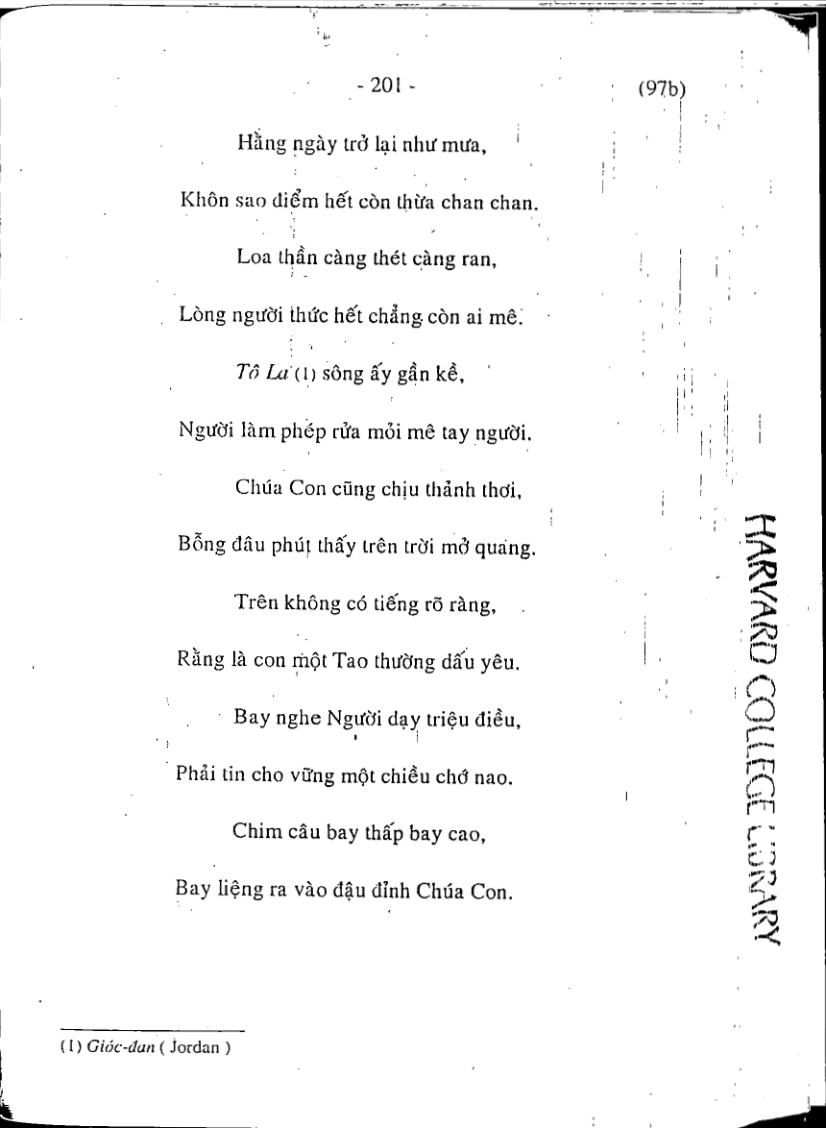 - 201 -
(97b)
Hằng ngày trở lại như mưa,
Khôn sao điểm hết còn thừa chan chan.
Loa thần càng thét càng ran,
Lòng người thức hết chẳng còn ai mê.
Tô La (1) sông ấy gần kề,
Người làm phép rửa mỏi mê tay người.
Chúa Con cũng chịu thảnh thơi,
Bỗng đâu phút thấy trên trời mở quang.
Trên không có tiếng rõ ràng,
Rằng là con một Tao thường dấu yêu.
Bay nghe Người dạy triệu điều,
Phải tin cho vững một chiều chớ nao.
Chim câu bay thấp bay cao,
Bay liệng ra vào đậu đỉnh Chúa Con.
(1) Gióc-đan ( Jordan )
HARVARD COLLEGE LIBRARY